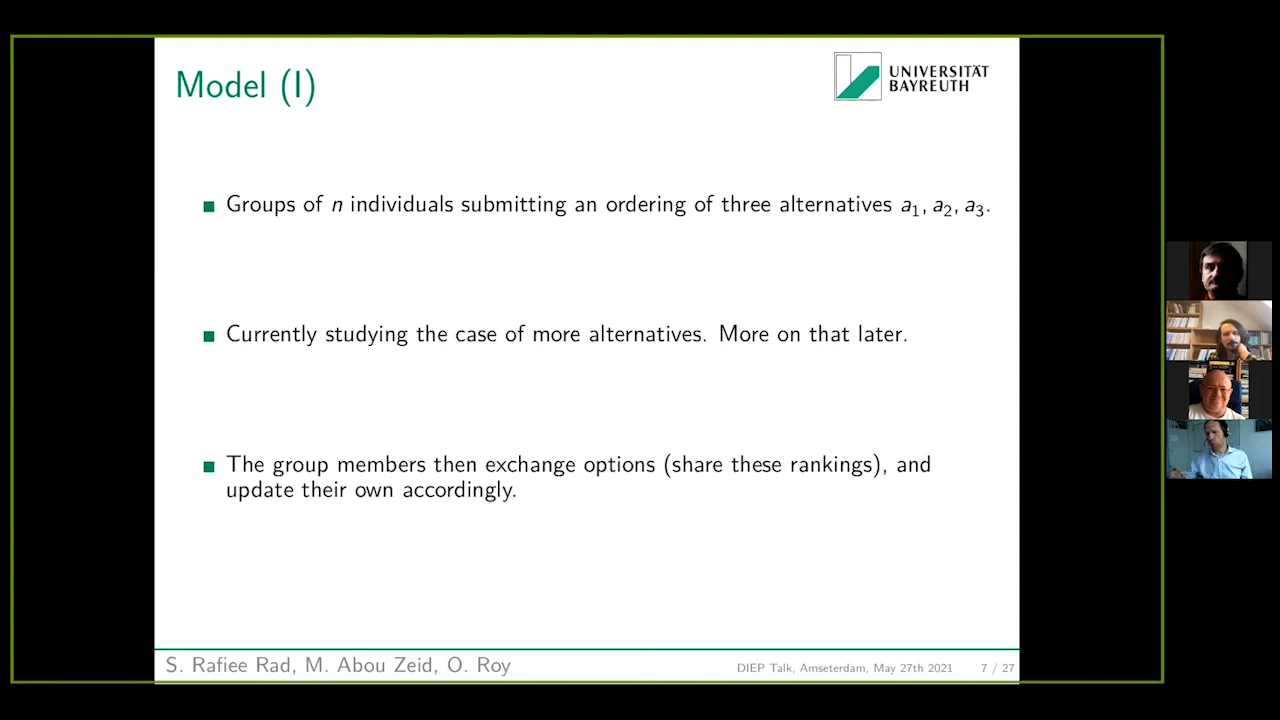 Model (I)
UNIVERSITÄT
BAYREUTH
Groups of n individuals submitting an ordering of three alternatives a₁, a₂, a₃.
Currently studying the case of more alternatives. More on that later.
The group members then exchange options (share these rankings), and
update their own accordingly.
S. Rafiee Rad, M. Abou Zeid, O. Roy
DIEP Talk, Amseterdam, May 27th 2021 7 / 27